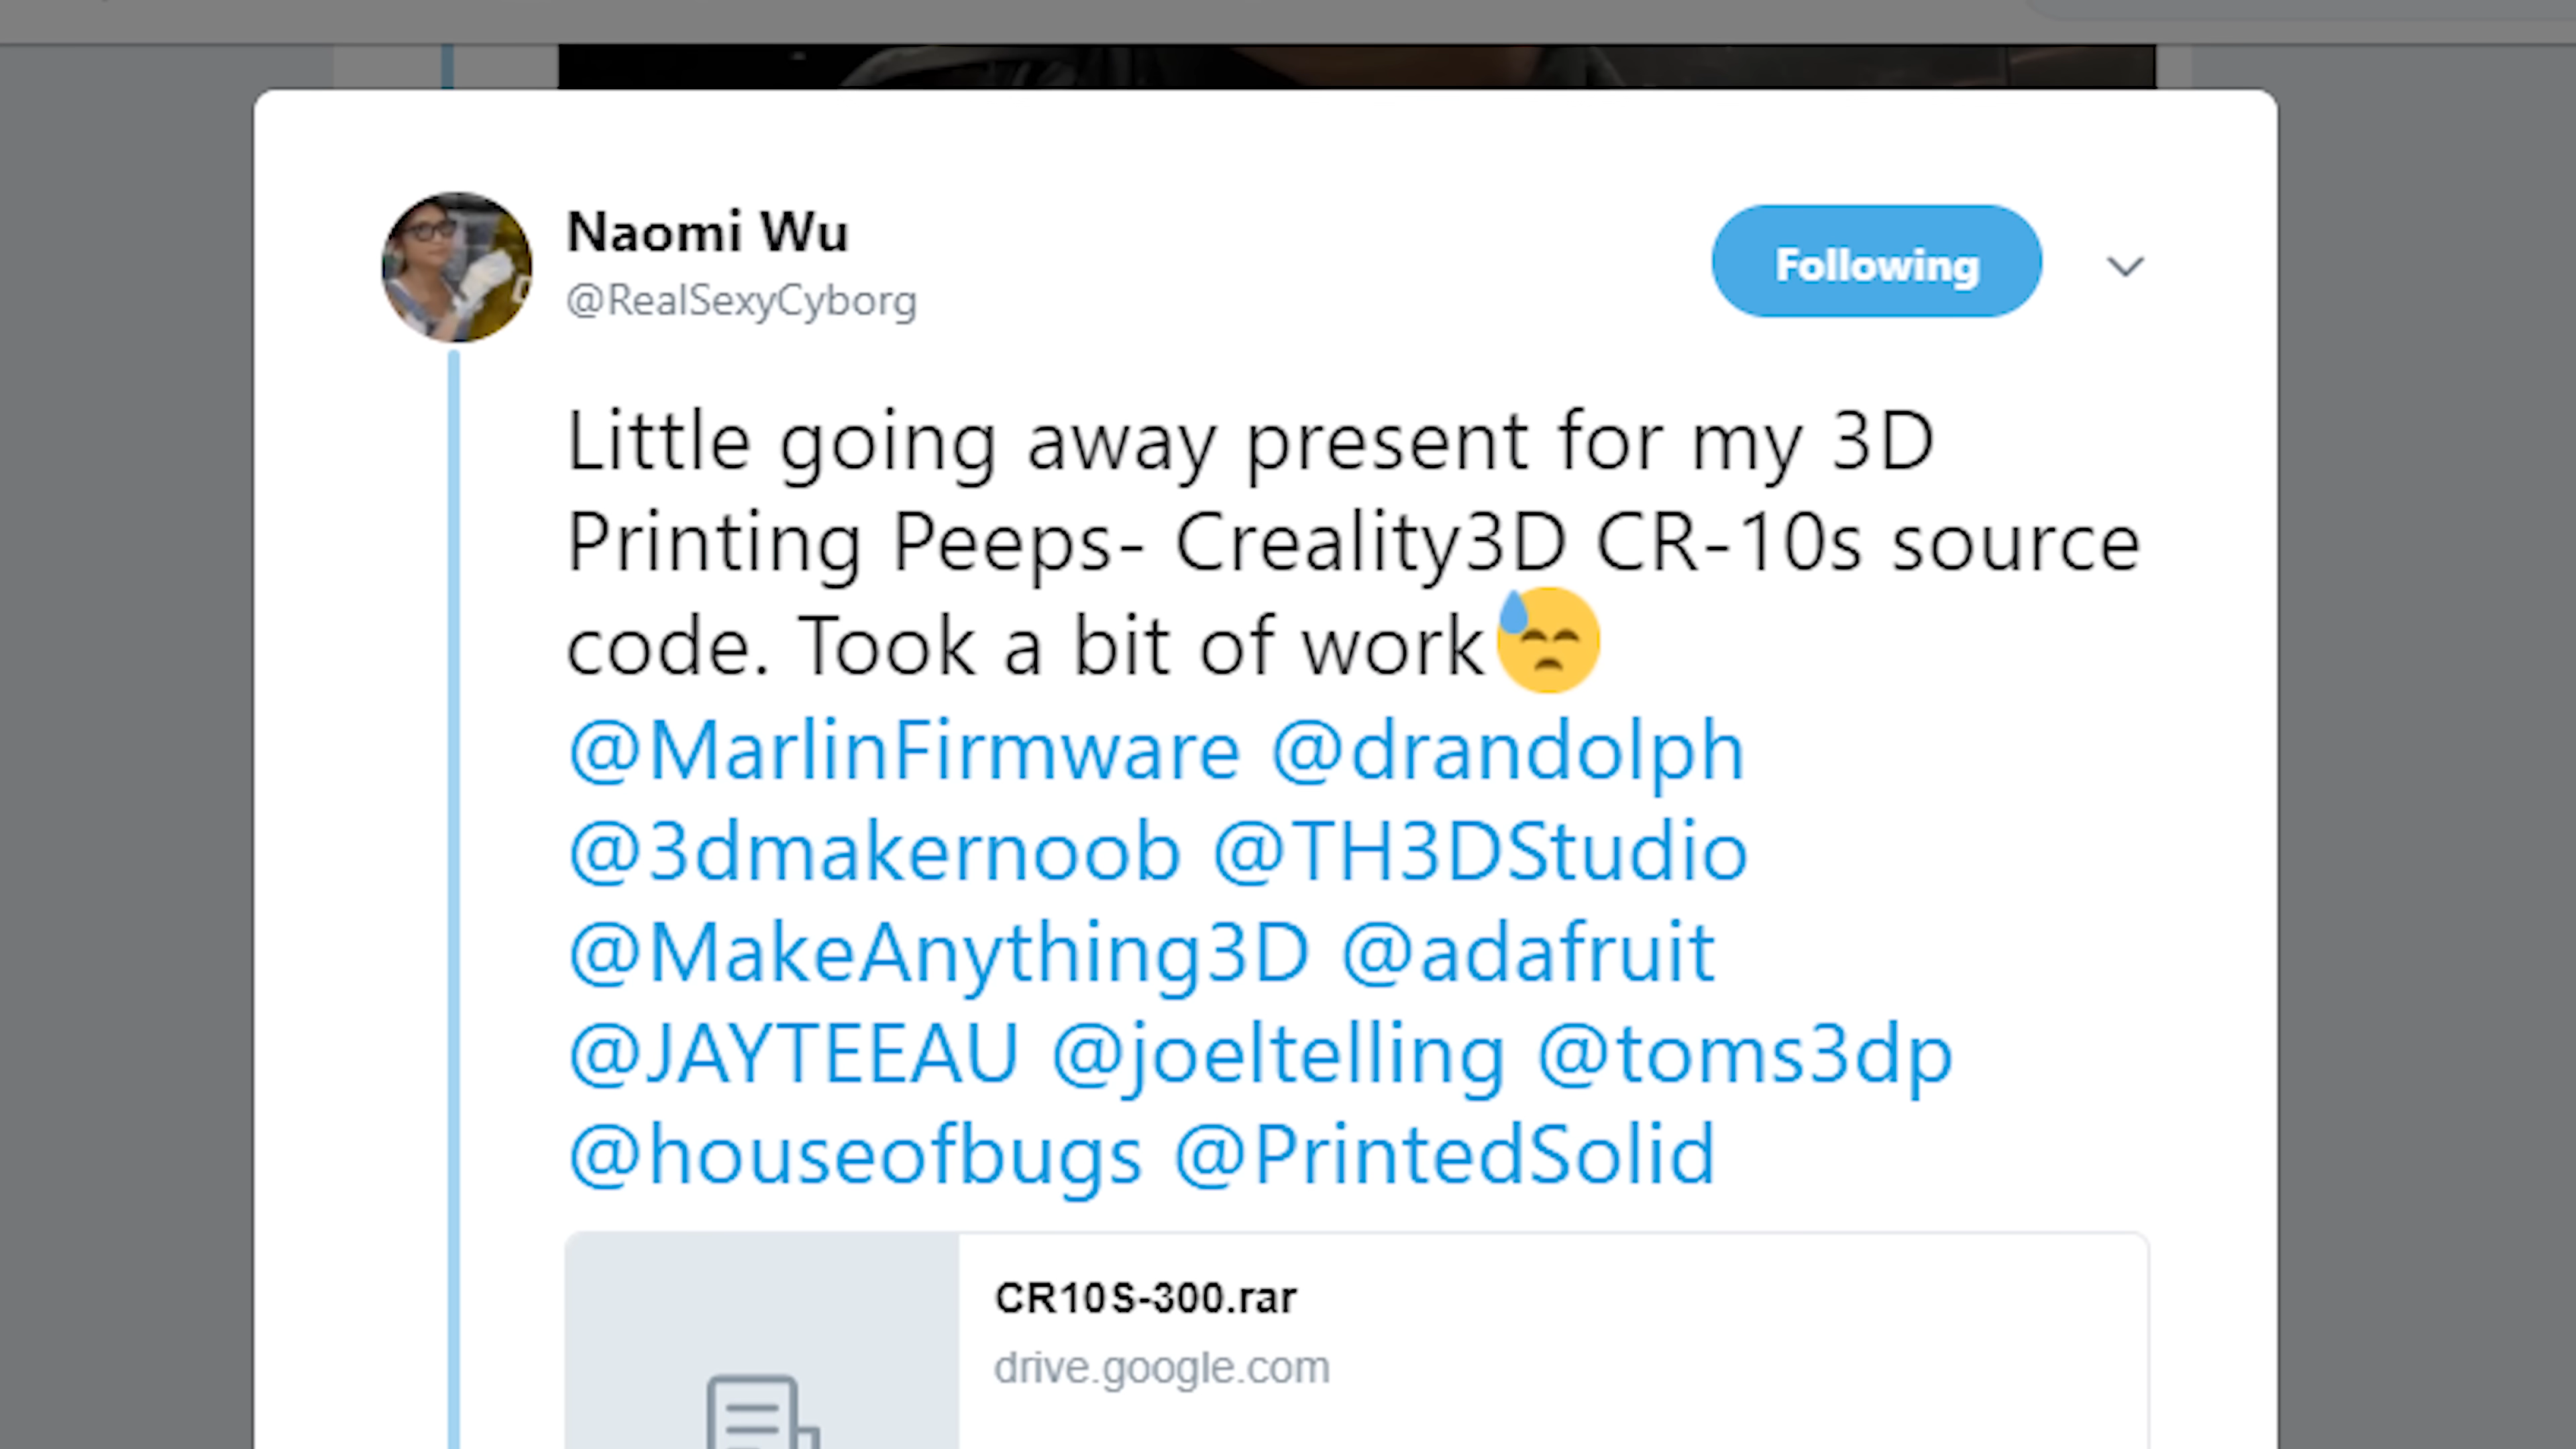 Naomi Wu
@RealSexyCyborg
Following
Little going away present for my 3D
Printing Peeps- Creality3D CR-10s source
code. Took a bit of work😓
@MarlinFirmware @drandolph
@3dmakernoob @TH3DStudio
@MakeAnything3D @adafruit
@JAYTEEAU @joeltelling @toms3dp
@houseofbugs @PrintedSolid
CR10S-300.rar
drive.google.com